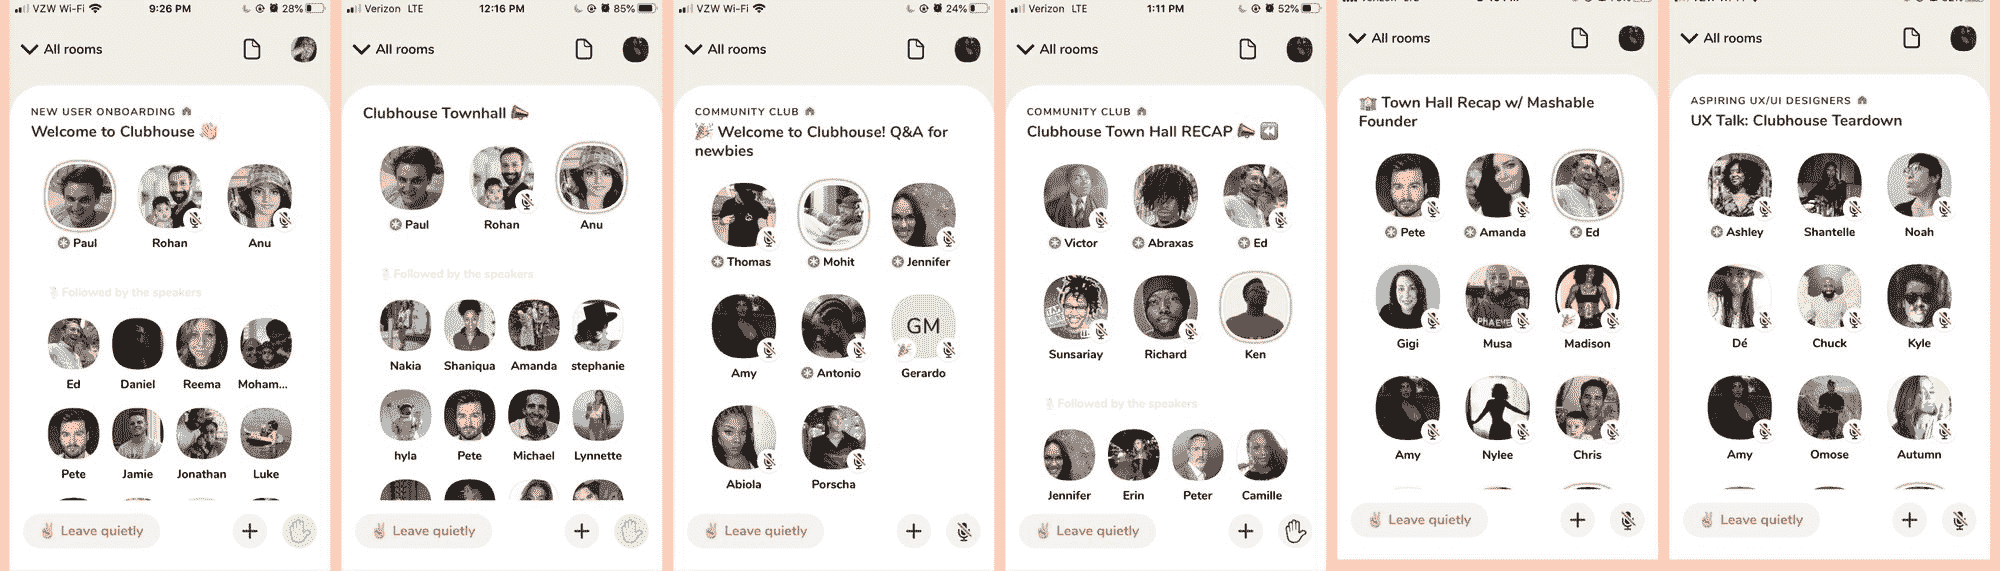 VZW Wi-Fi 9:26 PM 28%
All rooms
NEW USER ONBOARDING
Welcome to Clubhouse
Paul Rohan Anu
Followed by the speakers
Ed Daniel Reema Moham...
Pete Jamie Jonathan Luke
Leave quietly
Verizon LTE 12:16 PM 85%
All rooms
Clubhouse Townhall
Paul Rohan Anu
Followed by the speakers
Nakia Shaniqua Amanda stephanie
hyla Pete Michael Lynnette
Leave quietly
VZW Wi-Fi 24%
All rooms
COMMUNITY CLUB
Welcome to Clubhouse! Q&A for
newbies
Thomas Mohit Jennifer
GM
Amy Antonio Gerardo
Abiola Porscha
Leave quietly
Verizon LTE 1:11 PM 52%
All rooms
COMMUNITY CLUB
Clubhouse Town Hall RECAP
Victor Abraxas Ed
Sunsariay Richard Ken
Followed by the speakers
Jennifer Erin Peter Camille
Leave quietly
All rooms
Town Hall Recap w/ Mashable
Founder
Pete Amanda Ed
PHAEVE
Gigi Musa Madison
Amy Nylee Chris
Leave quietly
All rooms
ASPIRING UX/UI DESIGNERS
UX Talk: Clubhouse Teardown
Ashley Shantelle Noah
Dé Chuck Kyle
Amy Omose Autumn
Leave quietly